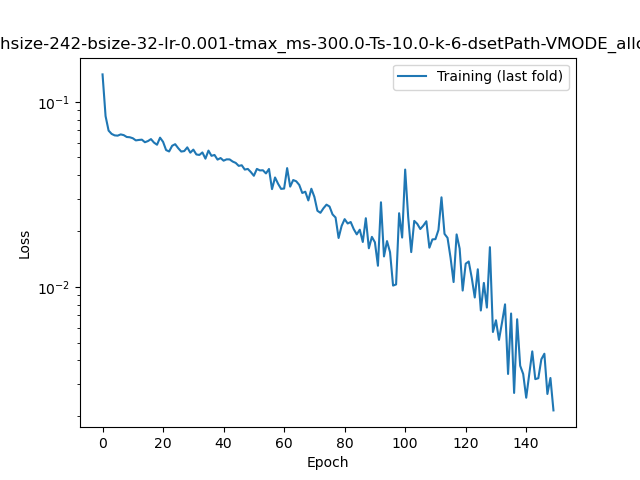 hsize-242-bsize-32-lr-0.001-tmax_ms-300.0-Ts-10.0-k-6-dsetPath-VMODE_allo
Training (last fold)
Loss
10⁻¹
10⁻²
0 20 40 60 80 100 120 140
Epoch